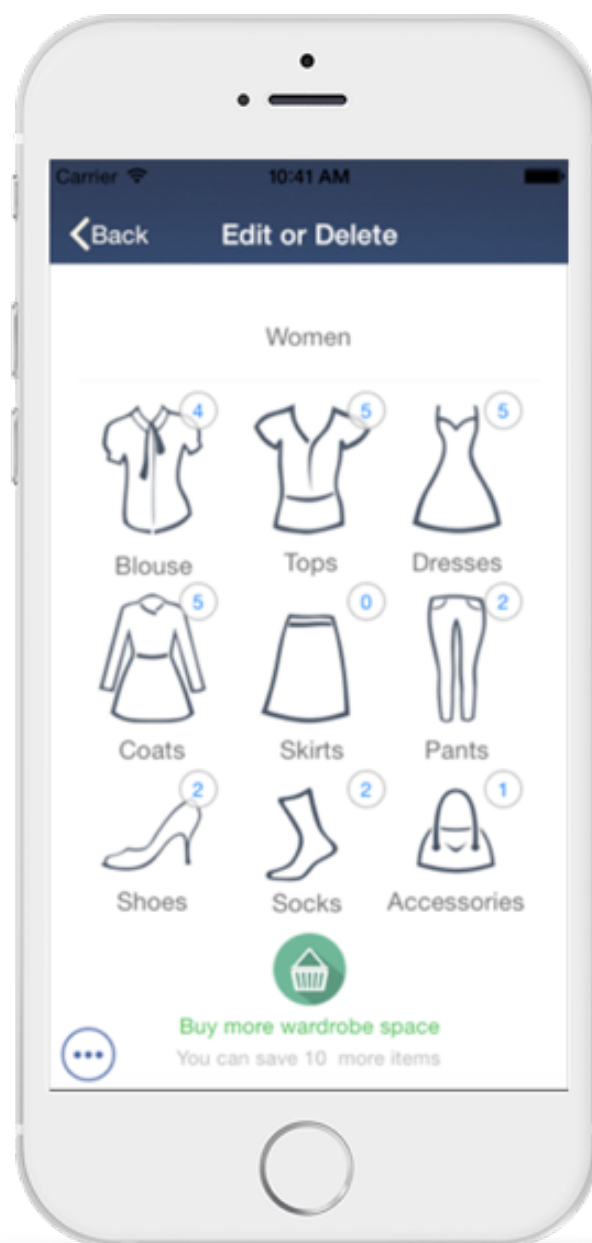 Carrier 10:41 AM
Back Edit or Delete
Women
4 5 5
Blouse Tops Dresses
5 0 2
Coats Skirts Pants
2 2 1
Shoes Socks Accessories
Buy more wardrobe space
You can save 10 more items